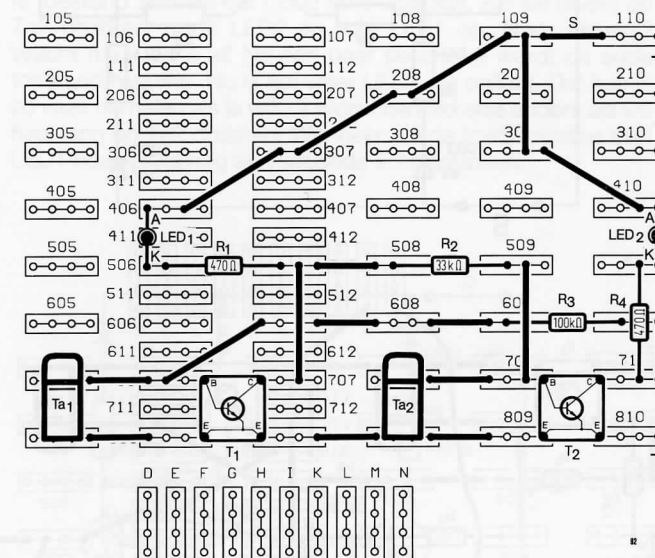 105 106 107 108 109 S 110
111 112
205 206 207 208 20 210
211 2
305 306 307 308 30 310
311 312
405 406 407 408 409 410
A A
411 LED1 412 LED2
K K
505 506 R1 470Ω 508 R2 33kΩ 509
511 512
605 606 608 60 R3 100kΩ R4 470Ω
611 612
Ta1 B C 707 Ta2 70 B C 71
711 712
E E 809 E E 810
T1 T2
D E F G H I K L M N
82